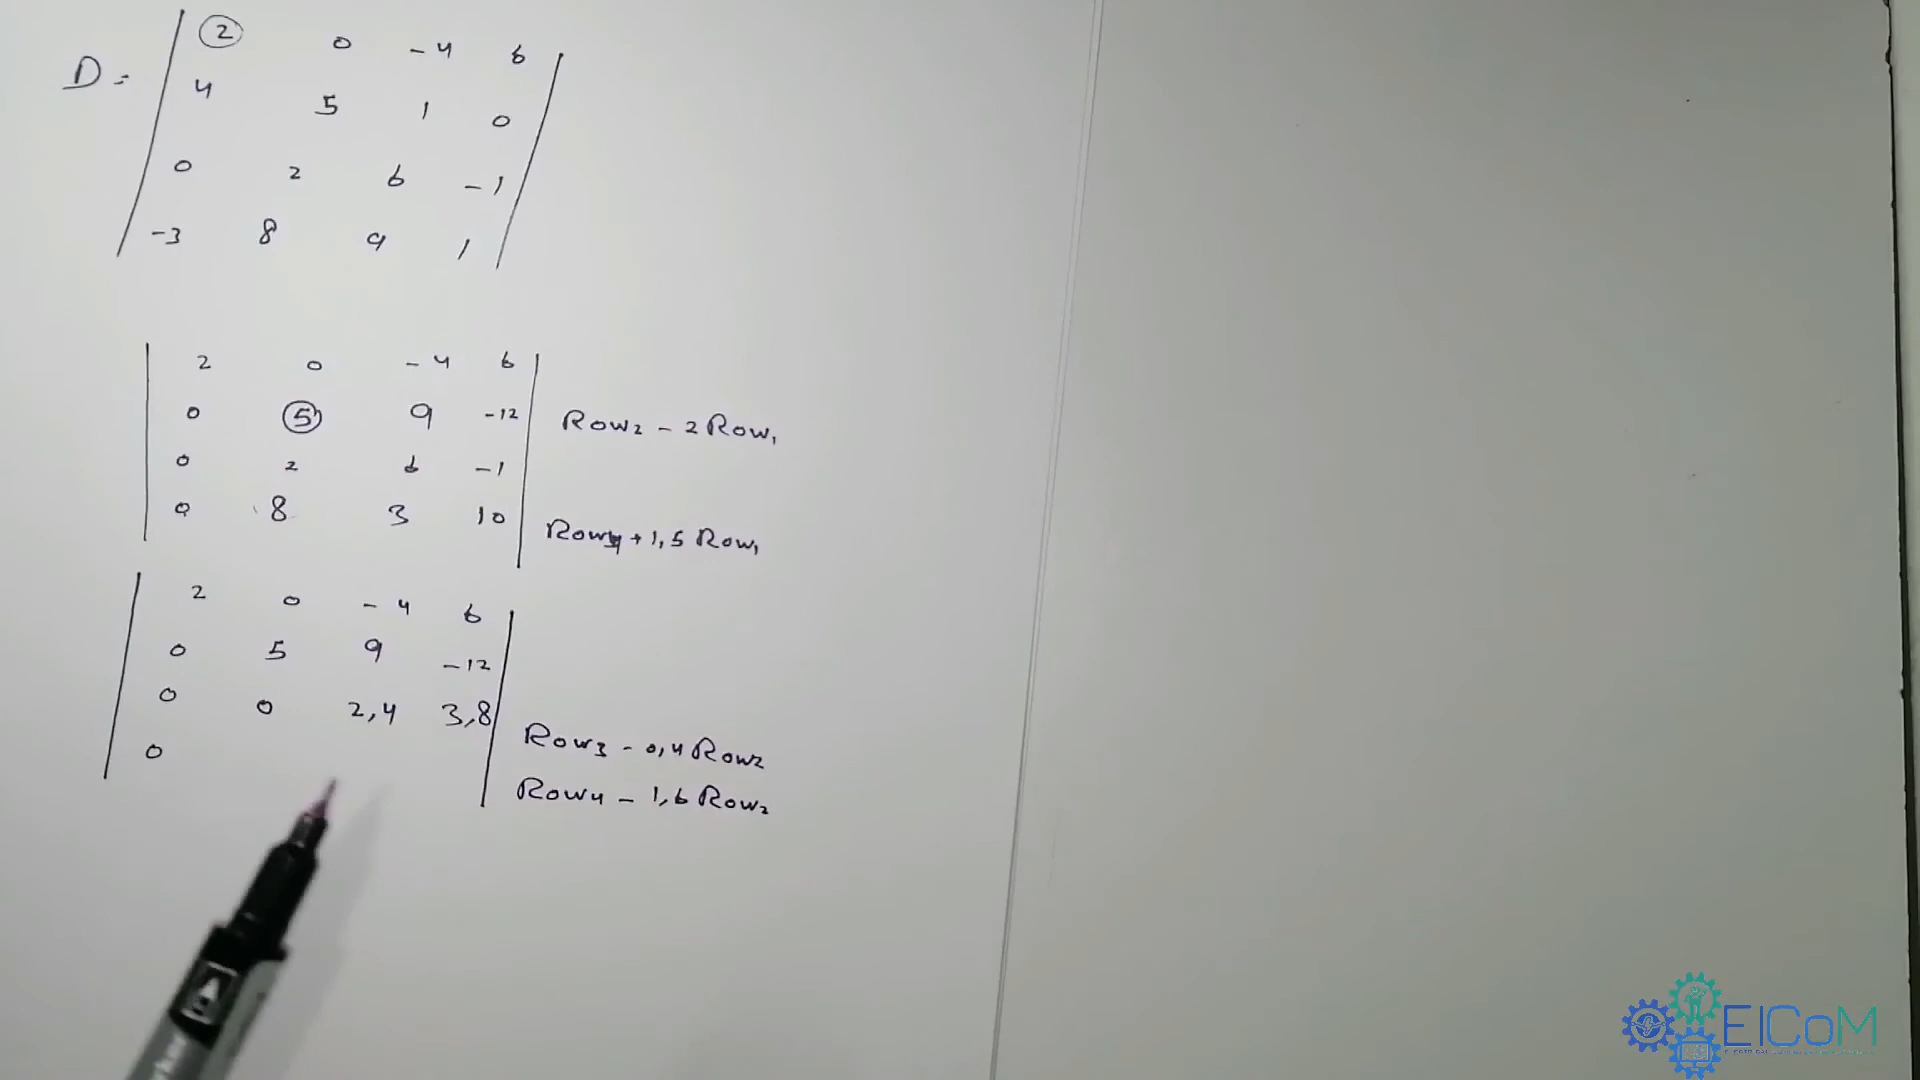 D = | 2 0 -4 6 |
4 5 1 0
0 2 6 -1
-3 8 9 1
2 0 -4 6
0 5 9 -12 Row2 - 2 Row1
0 2 6 -1
0 8 3 10 Row4 + 1,5 Row1
2 0 -4 6
0 5 9 -12
0 0 2,4 3,8 Row3 - 0,4 Row2
0 Row4 - 1,6 Row2
EICoM